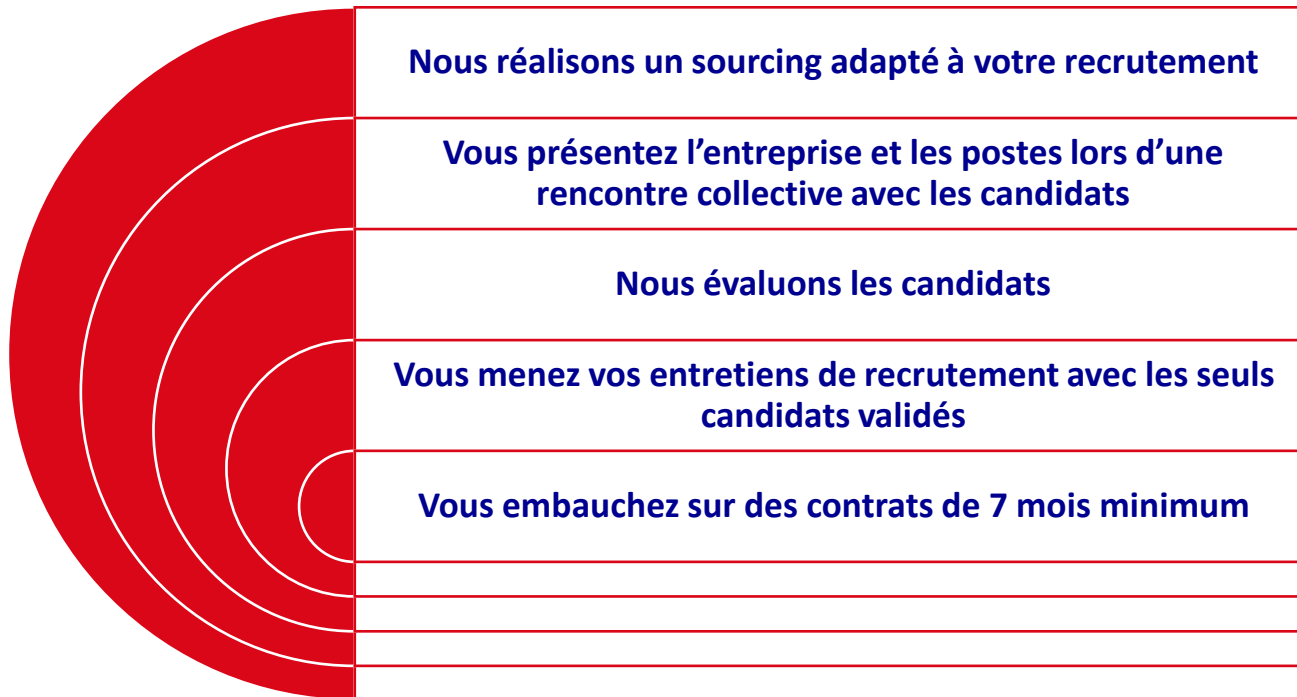 Nous réalisons un sourcing adapté à votre recrutement
Vous présentez l’entreprise et les postes lors d’une
rencontre collective avec les candidats
Nous évaluons les candidats
Vous menez vos entretiens de recrutement avec les seuls
candidats validés
Vous embauchez sur des contrats de 7 mois minimum